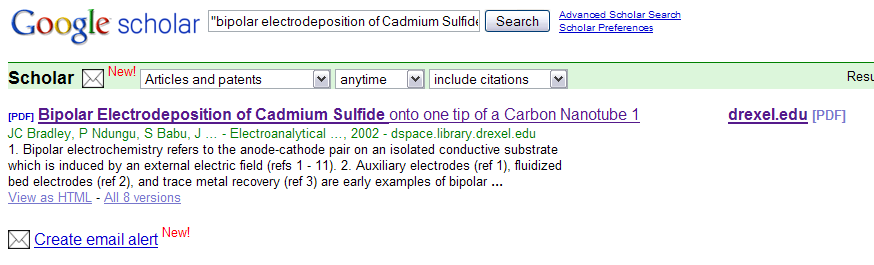 Google scholar "bipolar electrodeposition of Cadmium Sulfide Search Advanced Scholar Search
Scholar Preferences
Scholar New! Articles and patents anytime include citations Resu
[PDF] Bipolar Electrodeposition of Cadmium Sulfide onto one tip of a Carbon Nanotube 1 drexel.edu [PDF]
JC Bradley, P Ndungu, S Babu, J … - Electroanalytical …, 2002 - dspace.library.drexel.edu
1. Bipolar electrochemistry refers to the anode-cathode pair on an isolated conductive substrate
which is induced by an external electric field (refs 1 - 11). 2. Auxiliary electrodes (ref 1), fluidized
bed electrodes (ref 2), and trace metal recovery (ref 3) are early examples of bipolar ...
View as HTML - All 8 versions
Create email alert New!